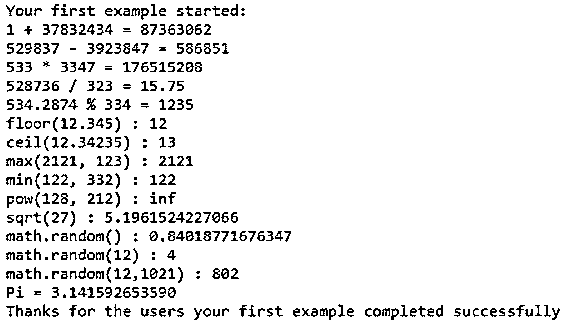 Your first example started:
1 + 37832434 = 87363062
529837 - 3923847 = 586851
533 * 3347 = 176515208
528736 / 323 = 15.75
534.2874 % 334 = 1235
floor(12.345) : 12
ceil(12.34235) : 13
max(2121, 123) : 2121
min(122, 332) : 122
pow(128, 212) : inf
sqrt(27) : 5.1961524227066
math.random() : 0.84018771676347
math.random(12) : 4
math.random(12,1021) : 802
Pi = 3.141592653590
Thanks for the users your first example completed successfully